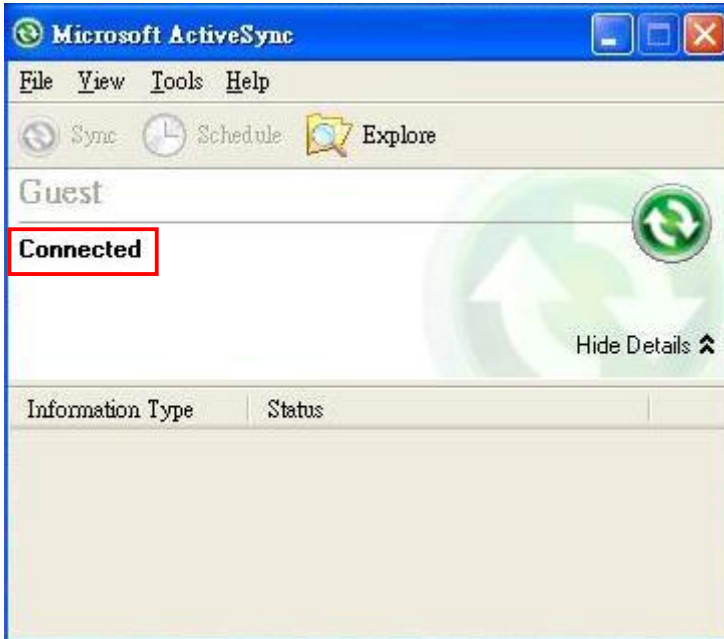 Microsoft ActiveSync
File View Tools Help
Sync Schedule Explore
Guest
Connected
Hide Details
Information Type Status